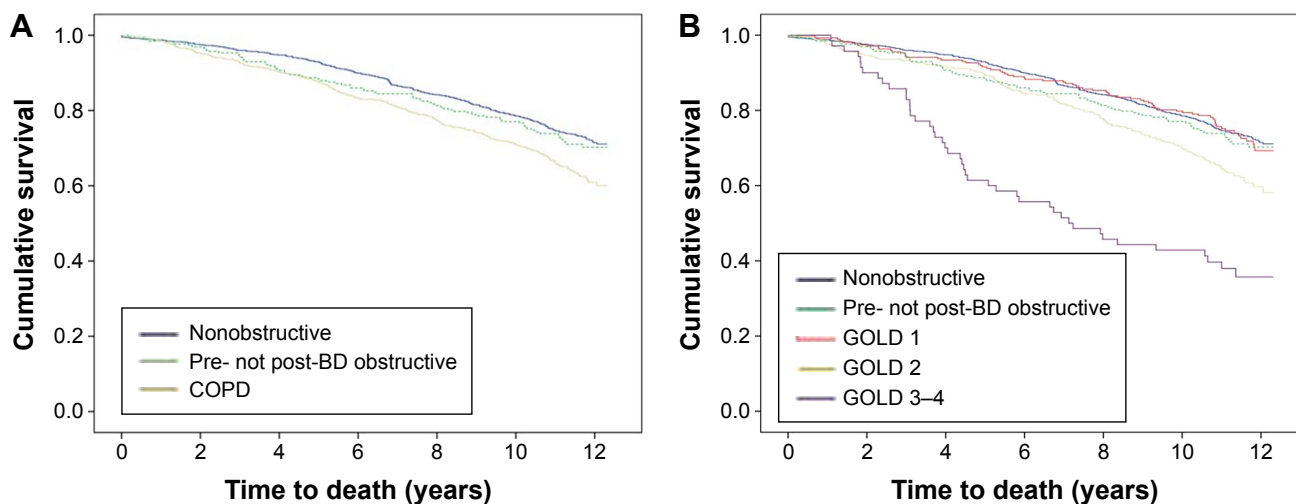 A
Cumulative survival
1.0
0.8
0.6
0.4
0.2
0.0
Nonobstructive
Pre- not post-BD obstructive
COPD
0 2 4 6 8 10 12
Time to death (years)
B
Cumulative survival
1.0
0.8
0.6
0.4
0.2
0.0
Nonobstructive
Pre- not post-BD obstructive
GOLD 1
GOLD 2
GOLD 3–4
0 2 4 6 8 10 12
Time to death (years)